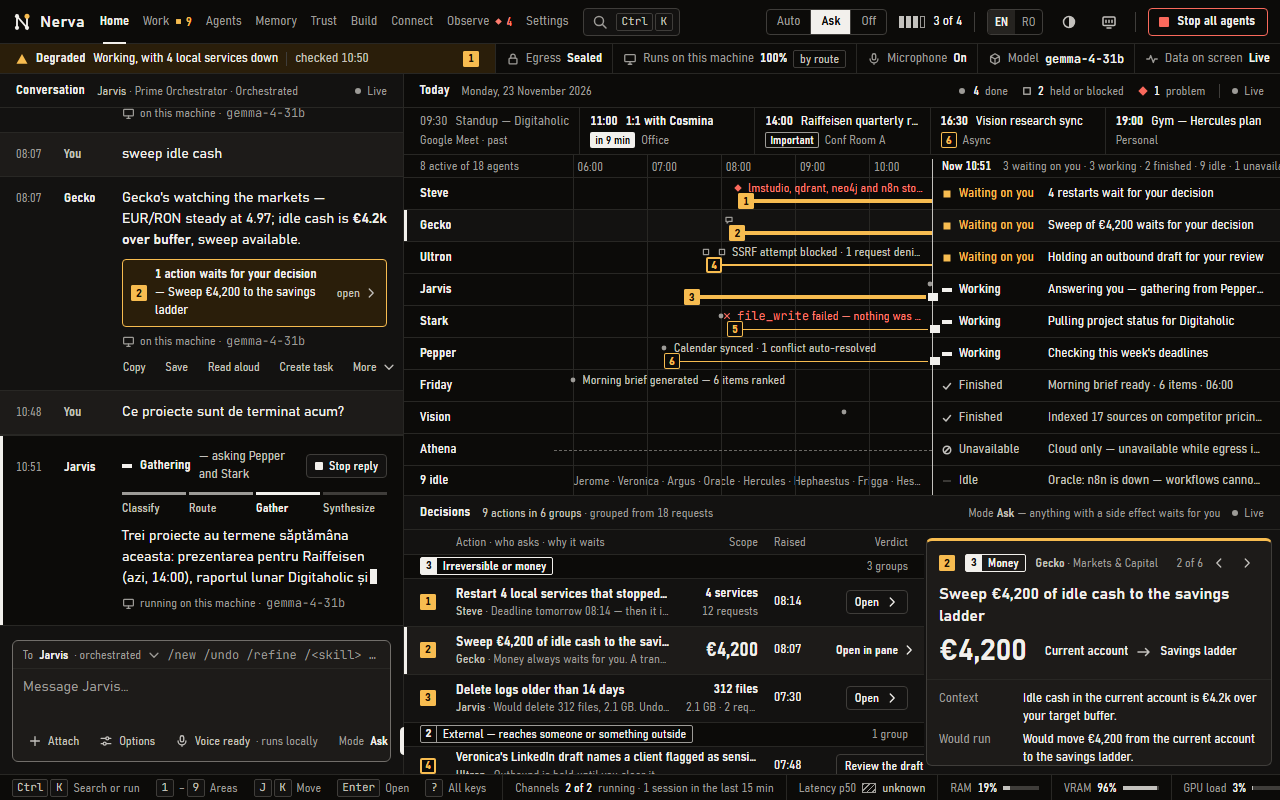 Nerva Home Work 9 Agents Memory Trust Build Connect Observe 4 Settings Ctrl K Auto Ask Off 3 of 4 EN RO Stop all agents
Degraded Working, with 4 local services down checked 10:50 1 Egress Sealed Runs on this machine 100% by route Microphone On Model gemma-4-31b Data on screen Live
Conversation Jarvis · Prime Orchestrator · Orchestrated Live
on this machine · gemma-4-31b
08:07 You sweep idle cash
08:07 Gecko Gecko's watching the markets —
EUR/RON steady at 4.97; idle cash is €4.2k
over buffer, sweep available.
2 1 action waits for your decision
— Sweep €4,200 to the savings
ladder
open
on this machine · gemma-4-31b
Copy Save Read aloud Create task More
10:48 You Ce proiecte sunt de terminat acum?
10:51 Jarvis Gathering — asking Pepper
and Stark
Stop reply
Classify Route Gather Synthesize
Trei proiecte au termene săptămâna
aceasta: prezentarea pentru Raiffeisen
(azi, 14:00), raportul lunar Digitaholic și
running on this machine · gemma-4-31b
To Jarvis · orchestrated /new /undo /refine /<skill> …
Message Jarvis…
Attach Options Voice ready · runs locally Mode Ask
Today Monday, 23 November 2026 4 done 2 held or blocked 1 problem Live
09:30 Standup — Digitaholic
Google Meet · past
11:00 1:1 with Cosmina
in 9 min Office
14:00 Raiffeisen quarterly r…
Important Conf Room A
16:30 Vision research sync
6 Async
19:00 Gym — Hercules plan
Personal
8 active of 18 agents 06:00 07:00 08:00 09:00 10:00 Now 10:51 3 waiting on you · 3 working · 2 finished · 9 idle · 1 unavail
Steve lmstudio, qdrant, neo4j and n8n sto… 1 Waiting on you 4 restarts wait for your decision
Gecko 2 Waiting on you Sweep of €4,200 waits for your decision
Ultron SSRF attempt blocked · 1 request deni… 4 Waiting on you Holding an outbound draft for your review
Jarvis 3 Working Answering you — gathering from Pepper…
Stark file_write failed — nothing was … 5 Working Pulling project status for Digitaholic
Pepper Calendar synced · 1 conflict auto-resolved 6 Working Checking this week's deadlines
Friday Morning brief generated — 6 items ranked Finished Morning brief ready · 6 items · 06:00
Vision Finished Indexed 17 sources on competitor pricin…
Athena Unavailable Cloud only — unavailable while egress i…
9 idle Jerome · Veronica · Argus · Oracle · Hercules · Hephaestus · Frigga · Hes… Idle Oracle: n8n is down — workflows canno…
Decisions 9 actions in 6 groups · grouped from 18 requests Mode Ask — anything with a side effect waits for you Live
Action · who asks · why it waits Scope Raised Verdict
3 Irreversible or money 3 groups
1 Restart 4 local services that stopped… 4 services 08:14 Open
Steve · Deadline tomorrow 08:14 — then it i… 12 requests
2 Sweep €4,200 of idle cash to the savi… €4,200 08:07 Open in pane
Gecko · Money always waits for you. A tran…
3 Delete logs older than 14 days 312 files 07:30 Open
Jarvis · Would delete 312 files, 2.1 GB. Undo… 2.1 GB · 2 req…
2 External — reaches someone or something outside 1 group
4 Veronica's LinkedIn draft names a client flagged as sensi… 07:48 Review the draft
2 3 Money Gecko · Markets & Capital 2 of 6
Sweep €4,200 of idle cash to the savings
ladder
€4,200 Current account → Savings ladder
Context Idle cash in the current account is €4.2k over
your target buffer.
Would run Would move €4,200 from the current account
to the savings ladder.
Ctrl K Search or run 1 – 9 Areas J K Move Enter Open ? All keys Channels 2 of 2 running · 1 session in the last 15 min Latency p50 unknown RAM 19% VRAM 96% GPU load 3%